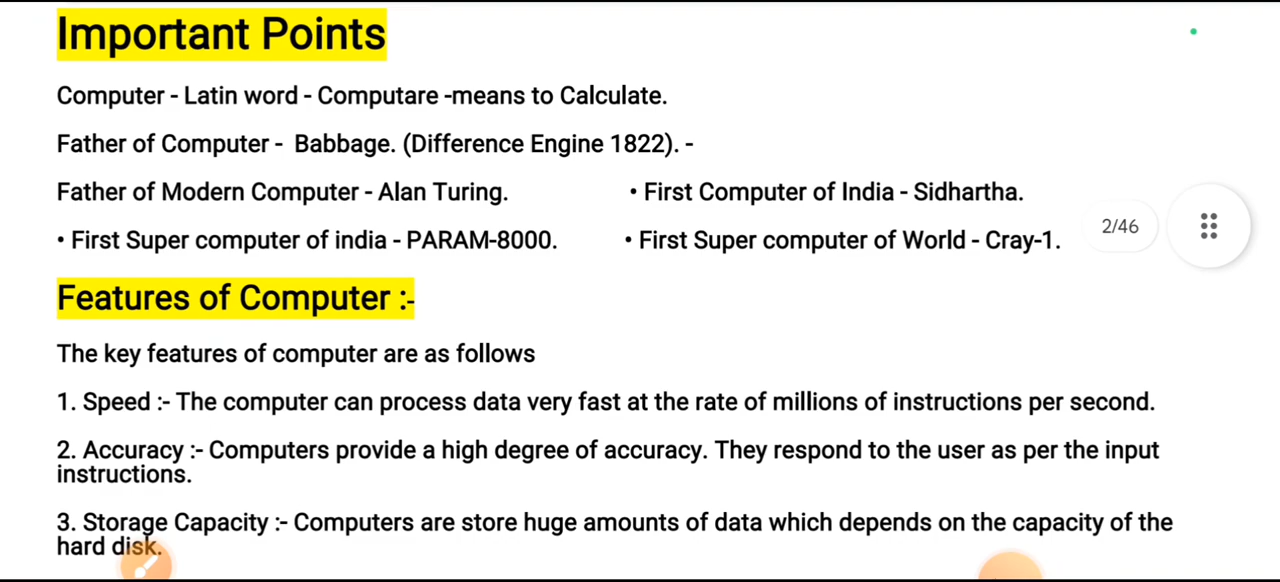 Important Points
Computer - Latin word - Computare -means to Calculate.
Father of Computer - Babbage. (Difference Engine 1822). -
Father of Modern Computer - Alan Turing. • First Computer of India - Sidhartha.
• First Super computer of india - PARAM-8000. • First Super computer of World - Cray-1.
2/46
Features of Computer :-
The key features of computer are as follows
1. Speed :- The computer can process data very fast at the rate of millions of instructions per second.
2. Accuracy :- Computers provide a high degree of accuracy. They respond to the user as per the input
instructions.
3. Storage Capacity :- Computers are store huge amounts of data which depends on the capacity of the
hard disk.